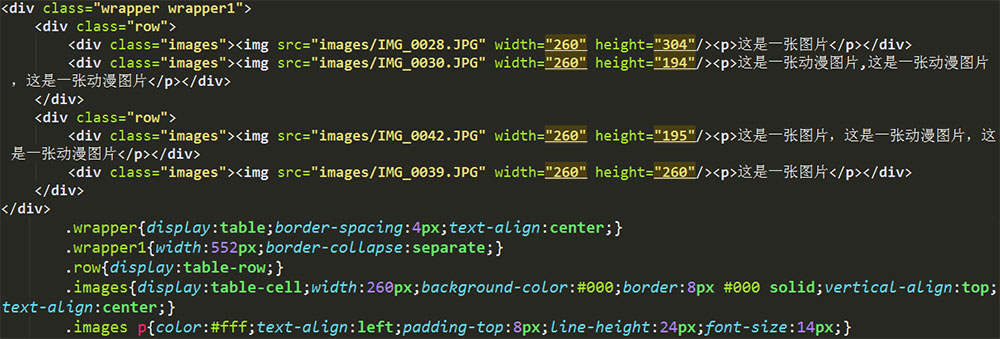 <div class="wrapper wrapper1">
    <div class="row">
        <div class="images"><img src="images/IMG_0028.JPG" width="260" height="304"/><p>这是一张图片</p></div>
        <div class="images"><img src="images/IMG_0030.JPG" width="260" height="194"/><p>这是一张动漫图片,这是一张动漫图片
，这是一张动漫图片</p></div>
    </div>
    <div class="row">
        <div class="images"><img src="images/IMG_0042.JPG" width="260" height="195"/><p>这是一张图片，这是一张动漫图片，这
是一张动漫图片</p></div>
        <div class="images"><img src="images/IMG_0039.JPG" width="260" height="260"/><p>这是一张图片</p></div>
    </div>
</div>
        .wrapper{display:table;border-spacing:4px;text-align:center;}
        .wrapper1{width:552px;border-collapse:separate;}
        .row{display:table-row;}
        .images{display:table-cell;width:260px;background-color:#000;border:8px #000 solid;vertical-align:top;
text-align:center;}
        .images p{color:#fff;text-align:left;padding-top:8px;line-height:24px;font-size:14px;}